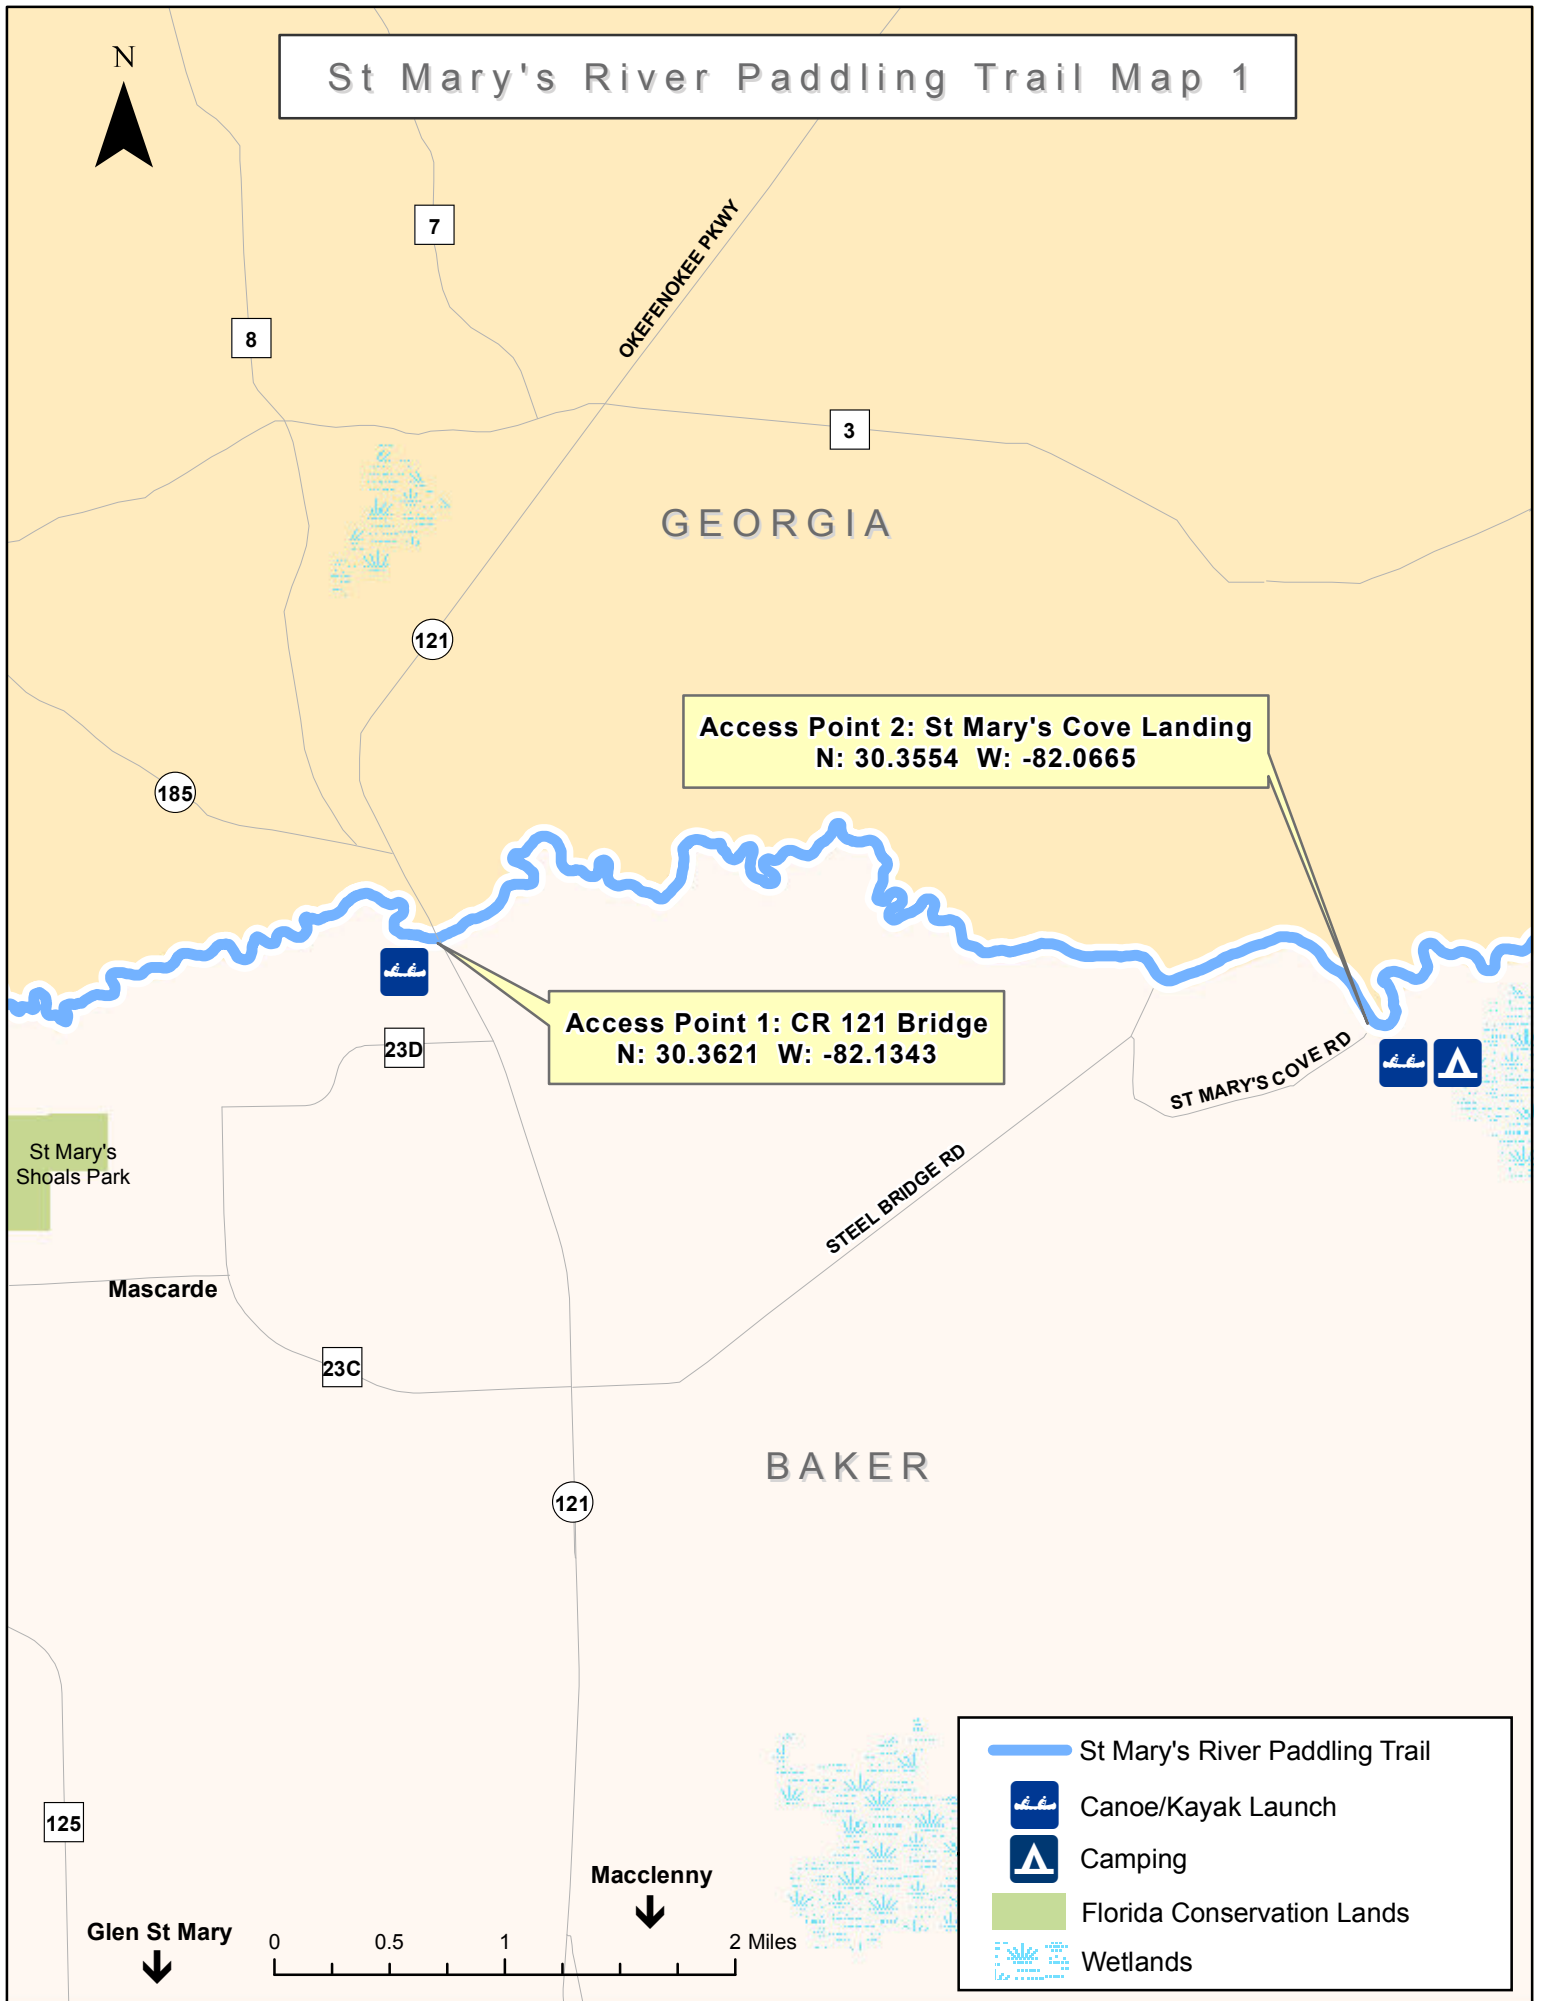 N
St Mary's River Paddling Trail Map 1
7
OKEFENOKEE PKWY
8
3
GEORGIA
121
Access Point 2: St Mary's Cove Landing
N: 30.3554 W: -82.0665
185
Access Point 1: CR 121 Bridge
N: 30.3621 W: -82.1343
23D
ST MARY'S COVE RD
St Mary's
Shoals Park
STEEL BRIDGE RD
Mascarde
23C
BAKER
121
St Mary's River Paddling Trail
Canoe/Kayak Launch
Camping
Florida Conservation Lands
Wetlands
125
Macclenny
Glen St Mary
0 0.5 1 2 Miles